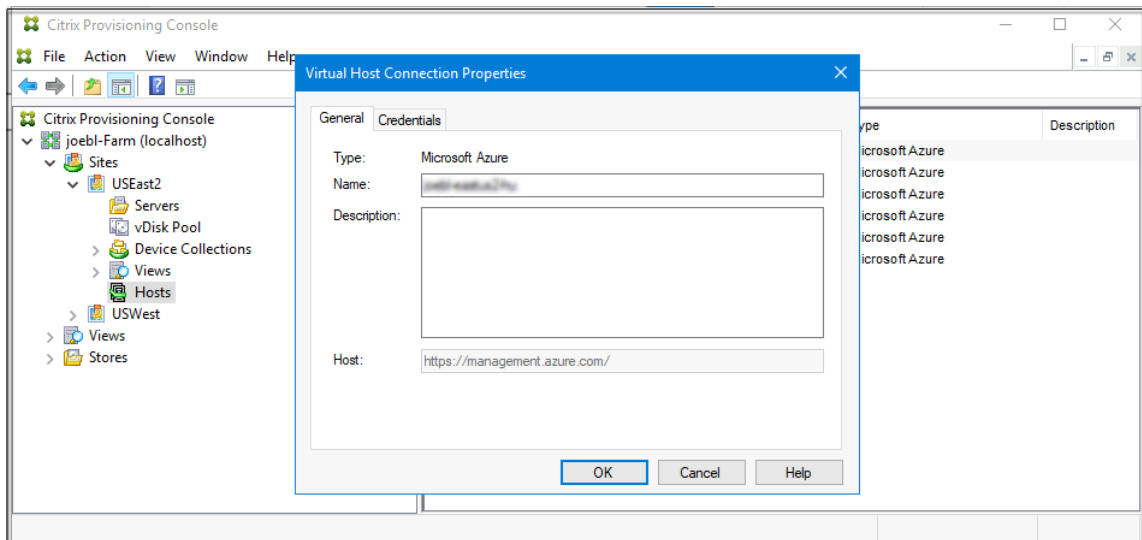 Citrix Provisioning Console
File Action View Window Help
Virtual Host Connection Properties
Citrix Provisioning Console
joebl-Farm (localhost)
Sites
USEast2
Servers
vDisk Pool
Device Collections
Views
Hosts
USWest
Views
Stores
General Credentials
Type: Microsoft Azure
Name:
Description:
Host: https://management.azure.com/
OK Cancel Help
ype Description
icrosoft Azure
icrosoft Azure
icrosoft Azure
icrosoft Azure
icrosoft Azure
icrosoft Azure